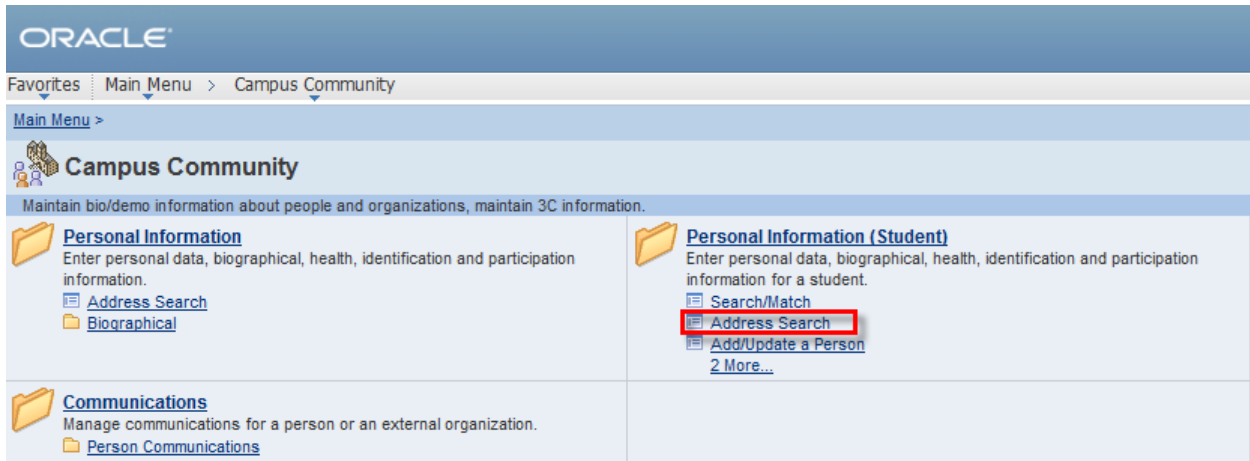 ORACLE
Favorites Main Menu > Campus Community
Main Menu >
Campus Community
Maintain bio/demo information about people and organizations, maintain 3C information.
Personal Information
Enter personal data, biographical, health, identification and participation
information.
Address Search
Biographical
Personal Information (Student)
Enter personal data, biographical, health, identification and participation
information for a student.
Search/Match
Address Search
Add/Update a Person
2 More...
Communications
Manage communications for a person or an external organization.
Person Communications